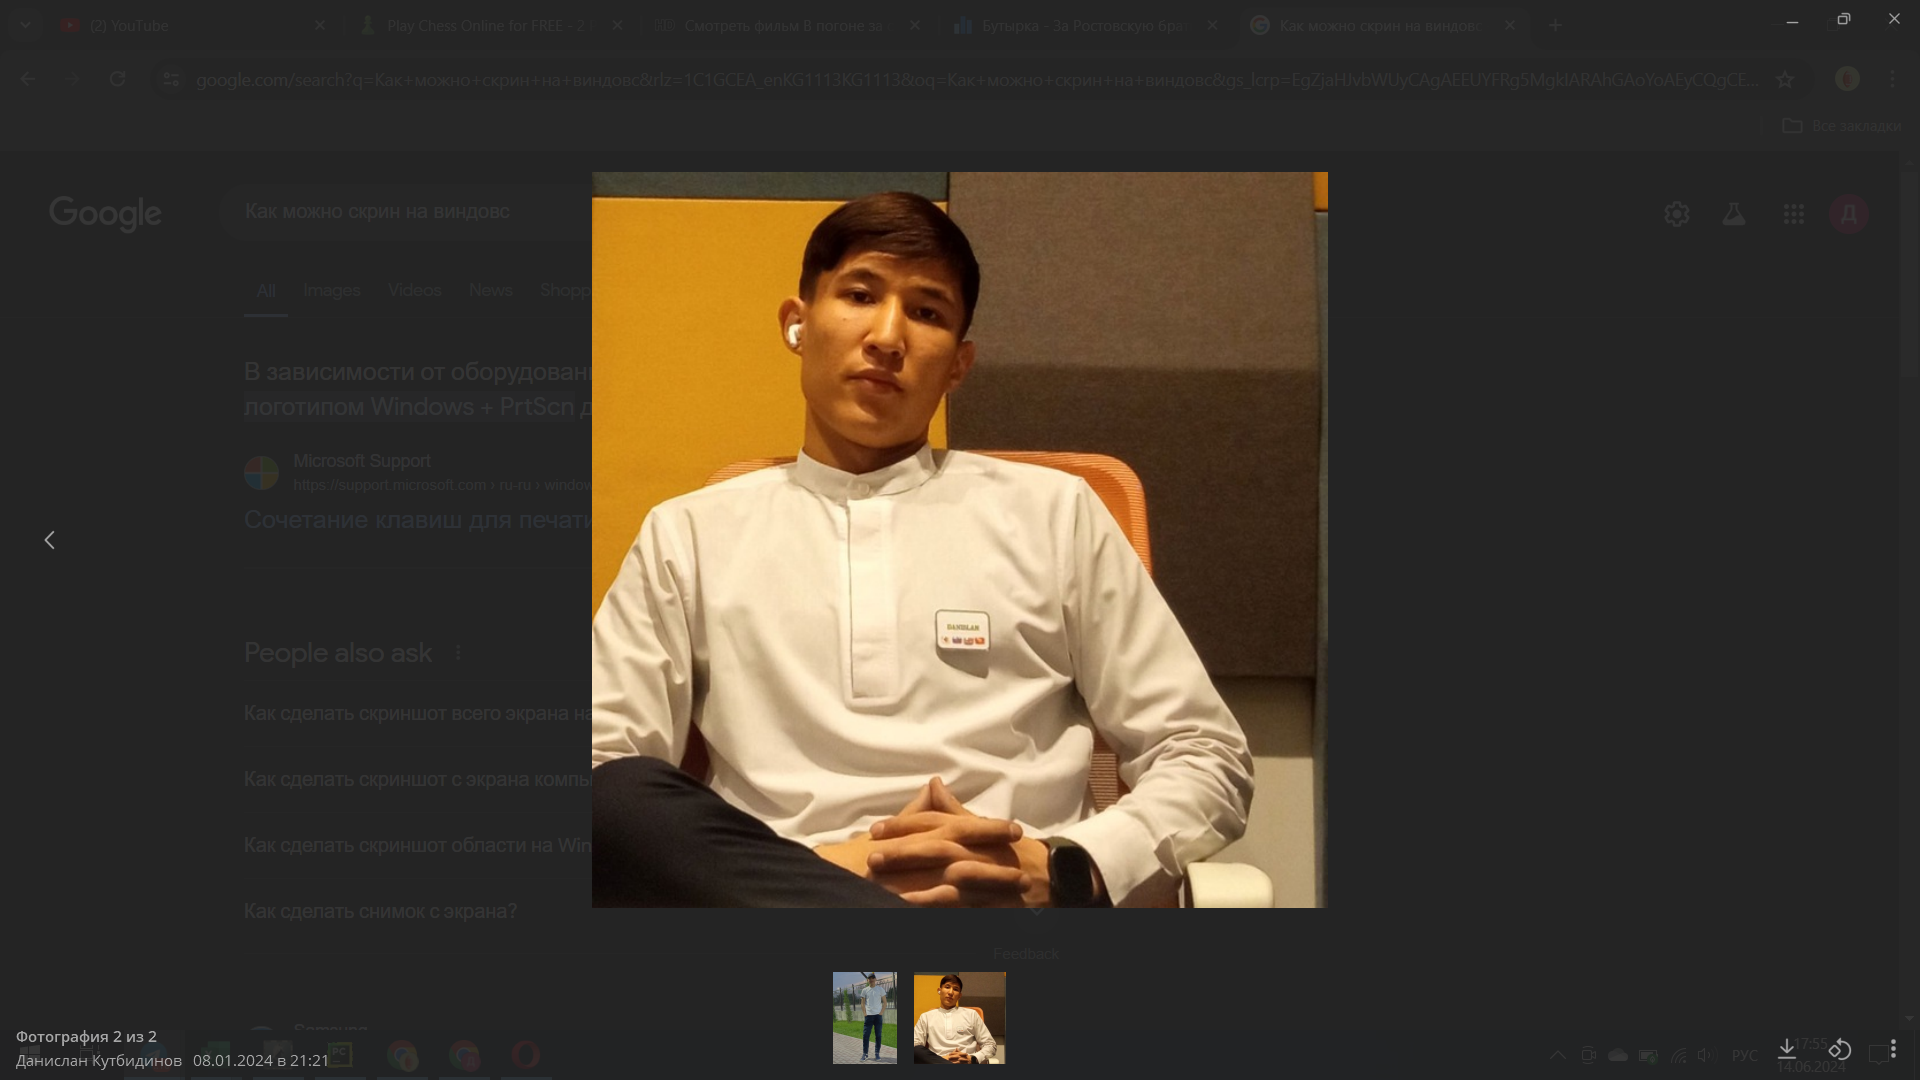 (2) YouTube
Play Chess Online for FREE - 2
Смотреть фильм В погоне за
Бутырка - За Ростовскую брат
Как можно скрин на виндовс
google.com/search?q=Как+можно+скрин+на+виндовс&rlz=1C1GCEA_enKG1113KG1113&oq=Как+можно+скрин+на+виндовс&gs_lcrp=EgZjaHJvbWUyCAgAEEUYFRg5MgkIARAhGAoYoAEyCQgCE...
Все закладки
Google
Как можно скрин на виндовс
Д
All Images Videos News Shopp
В зависимости от оборудован
логотипом Windows + PrtScn д
Microsoft Support
https://support.microsoft.com › ru-ru › window
Сочетание клавиш для печати
DANISLAN
People also ask
Как сделать скриншот всего экрана на
Как сделать скриншот с экрана компь
Как сделать скриншот области на Win
Как сделать снимок с экрана?
Feedback
Samsung
Фотография 2 из 2
Данислан Кутбидинов 08.01.2024 в 21:21
PC
РУС
17:55
14.06.2024